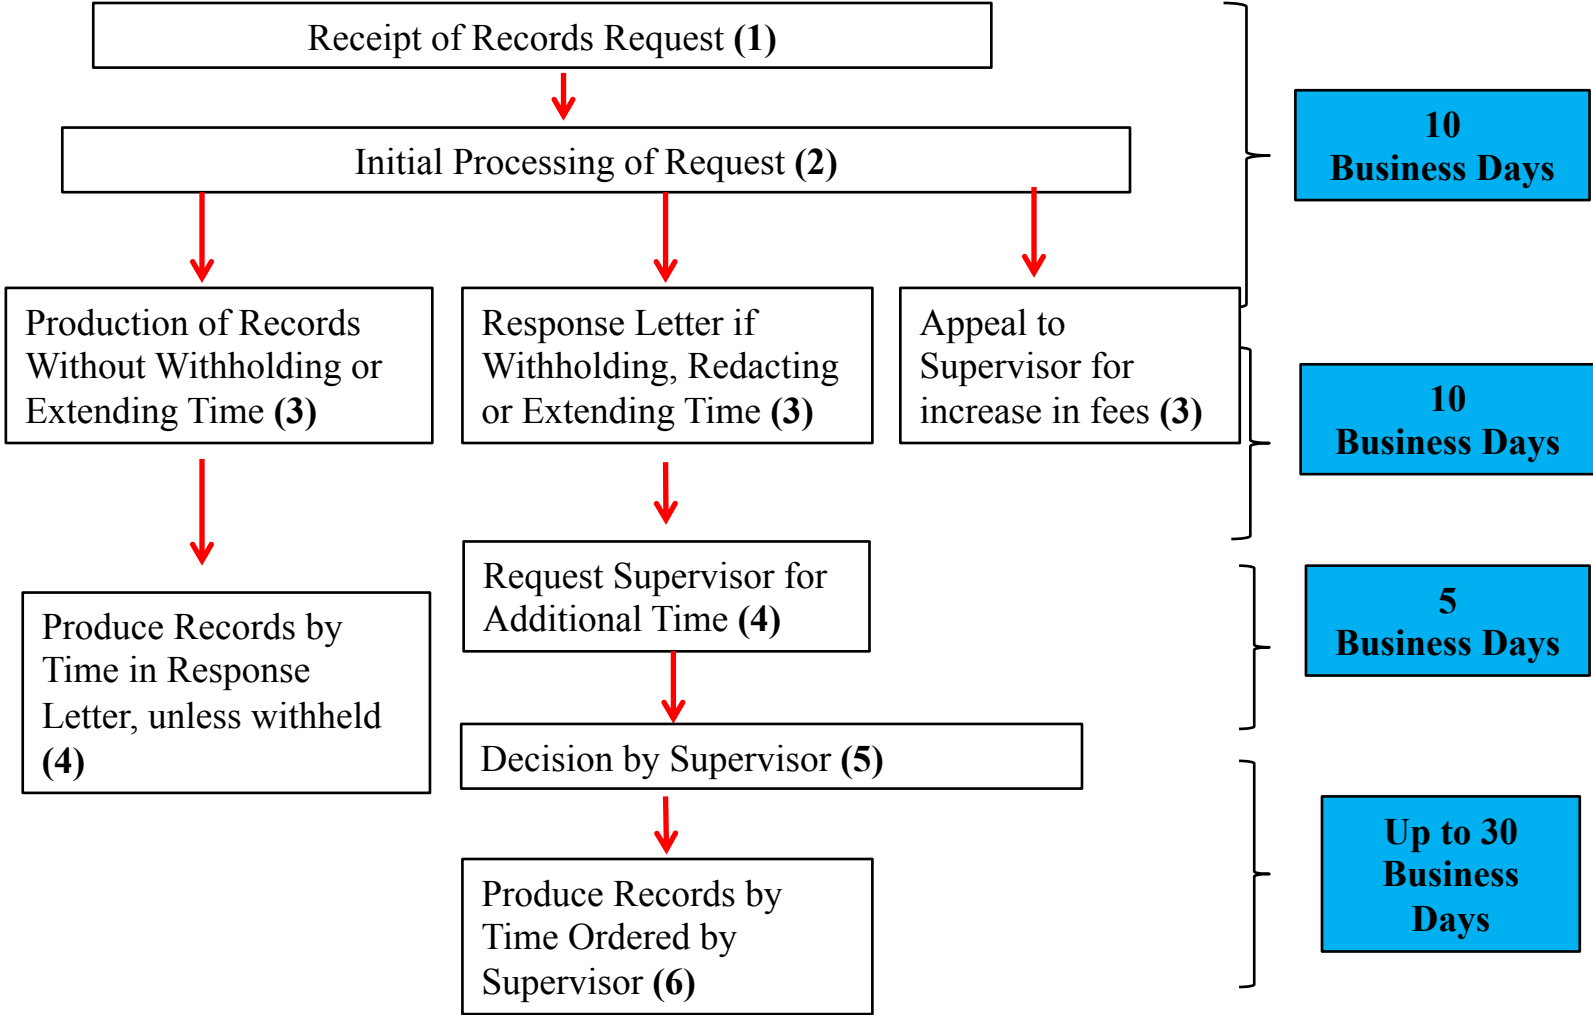 Receipt of Records Request (1)
Initial Processing of Request (2)
10
Business Days
Production of Records
Without Withholding or
Extending Time (3)
Response Letter if
Withholding, Redacting
or Extending Time (3)
Appeal to
Supervisor for
increase in fees (3)
10
Business Days
Produce Records by
Time in Response
Letter, unless withheld
(4)
Request Supervisor for
Additional Time (4)
5
Business Days
Decision by Supervisor (5)
Produce Records by
Time Ordered by
Supervisor (6)
Up to 30
Business
Days